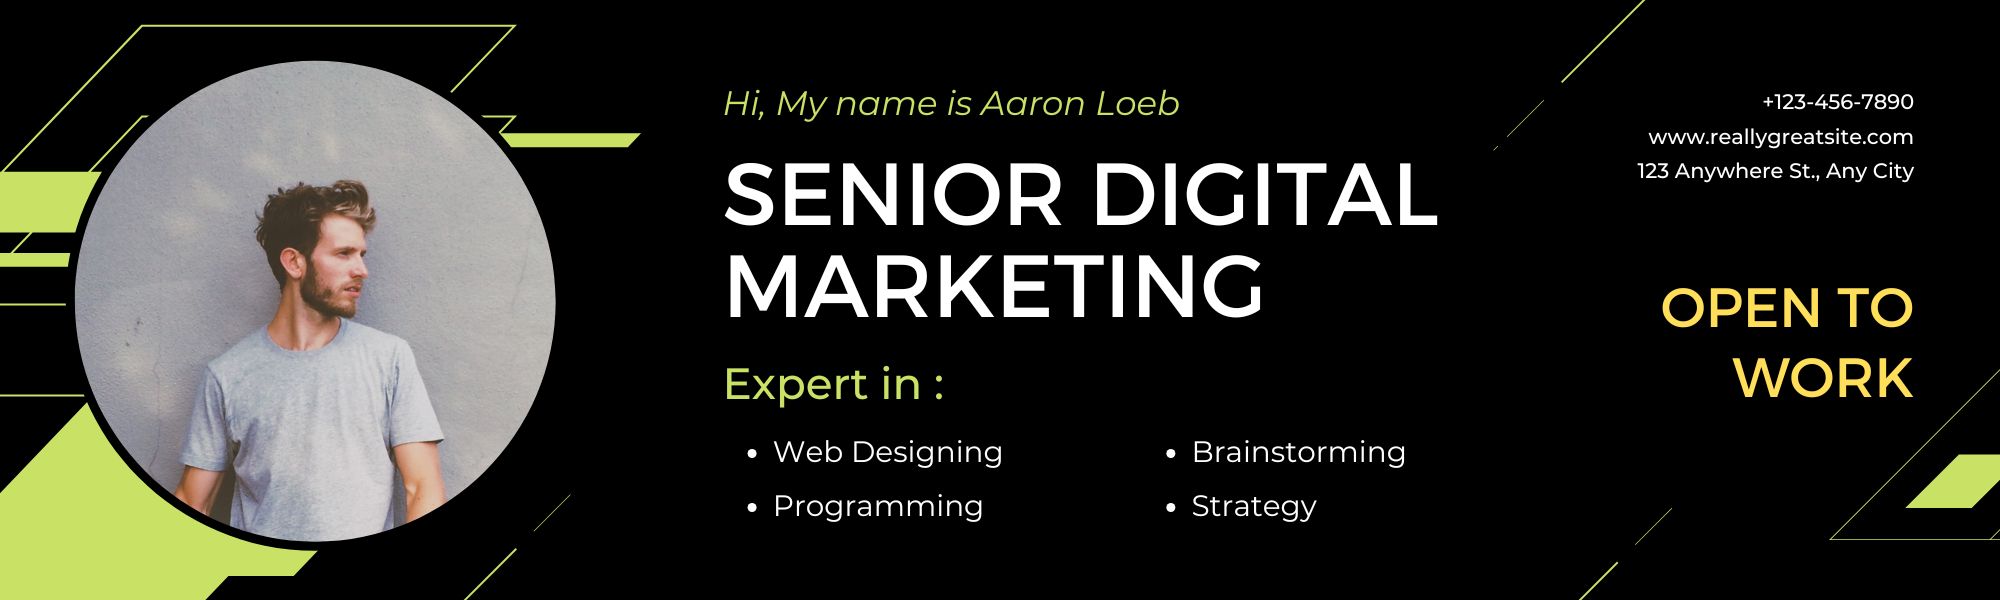 Hi, My name is Aaron Loeb
SENIOR DIGITAL
MARKETING
Expert in :
• Web Designing
• Programming
• Brainstorming
• Strategy
+123-456-7890
www.reallygreatsite.com
123 Anywhere St., Any City
OPEN TO
WORK